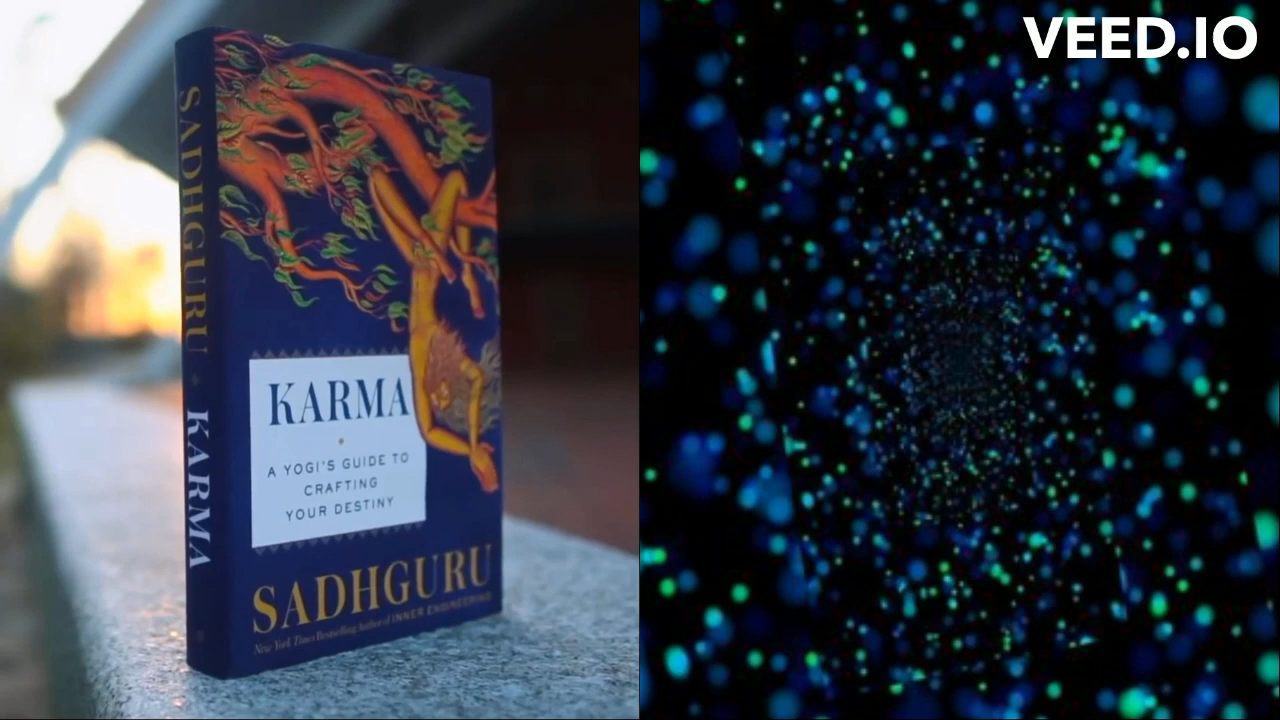 SADHGURU • KARMA
KARMA
A YOGI'S GUIDE TO
CRAFTING
YOUR DESTINY
SADHGURU
New York Times Bestselling Author of INNER ENGINEERING
VEED.IO